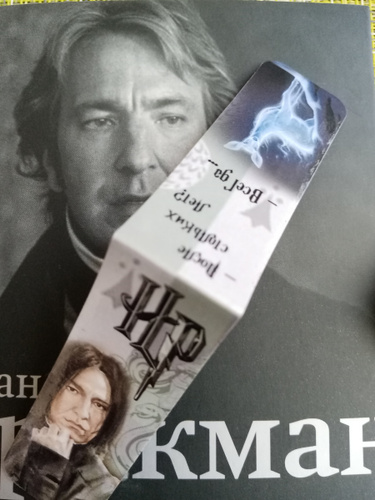 – После
стольких
лет?
– Всегда...
HP
ан
р кман